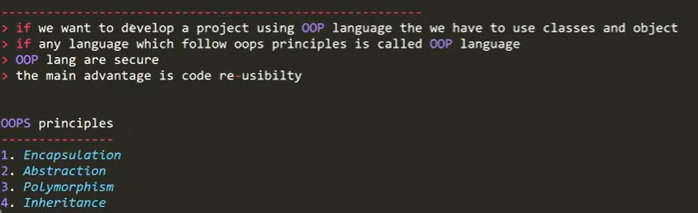 ------------------------------------------------------
> if we want to develop a project using OOP language the we have to use classes and object
> if any language which follow oops principles is called OOP language
> OOP lang are secure
> the main advantage is code re-usibilty
OOPS principles
---------------
1. Encapsulation
2. Abstraction
3. Polymorphism
4. Inheritance